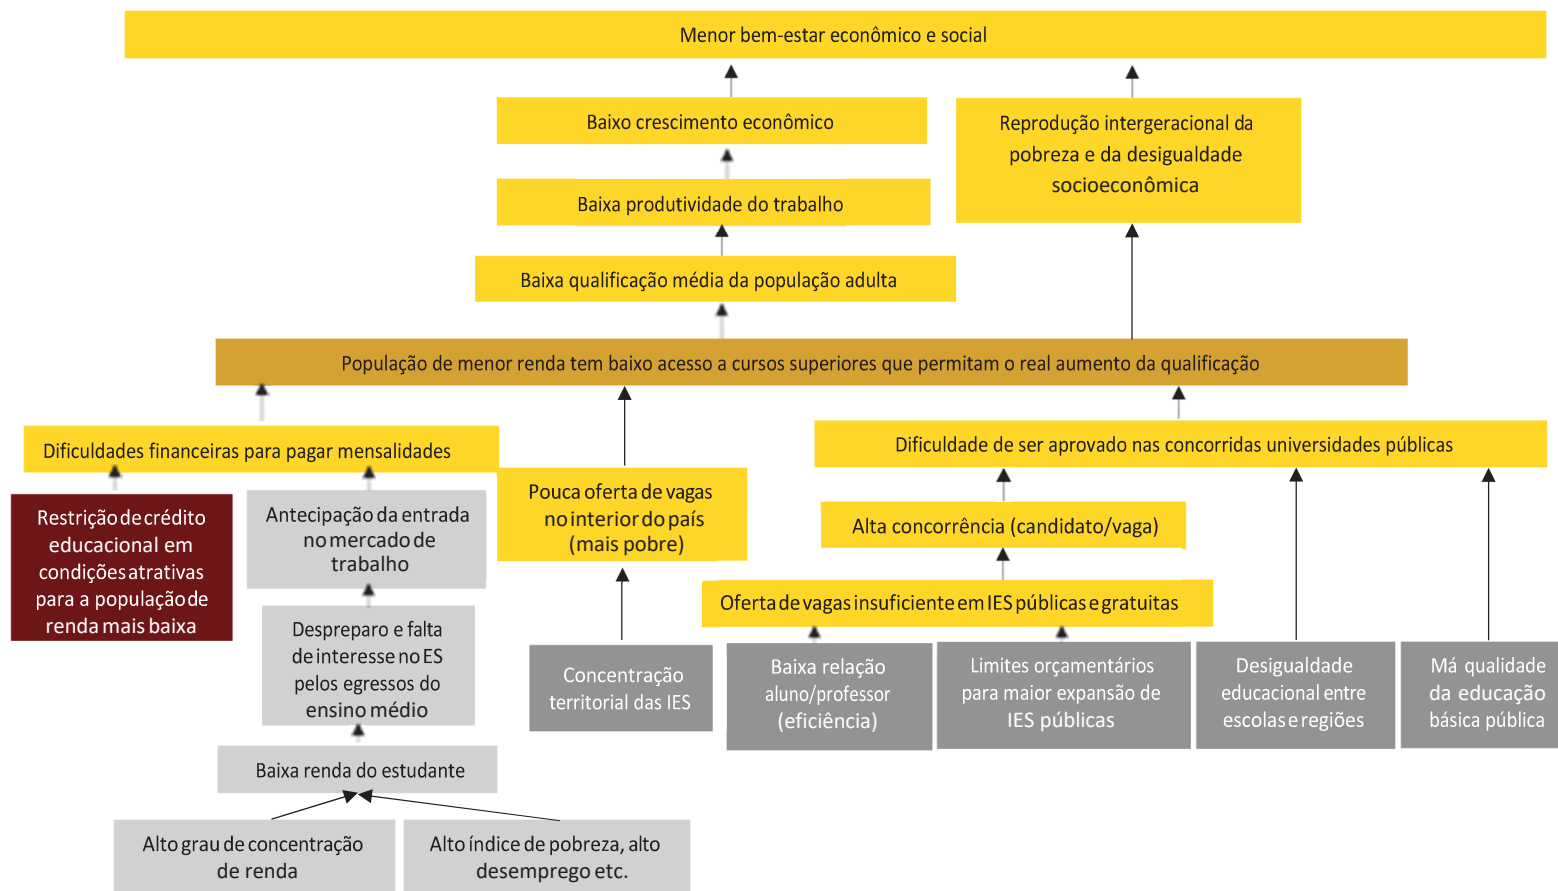 Menor bem-estar econômico e social
Baixo crescimento econômico
Reprodução intergeracional da
pobreza e da desigualdade
socioeconômica
Baixa produtividade do trabalho
Baixa qualificação média da população adulta
População de menor renda tem baixo acesso a cursos superiores que permitam o real aumento da qualificação
Dificuldades financeiras para pagar mensalidades
Dificuldade de ser aprovado nas concorridas universidades públicas
Restrição de crédito
educacional em
condições atrativas
para a população de
renda mais baixa
Antecipação da entrada
no mercado de
trabalho
Pouca oferta de vagas
no interior do país
(mais pobre)
Alta concorrência (candidato/vaga)
Oferta de vagas insuficiente em IES públicas e gratuitas
Despreparo e falta
de interesse no ES
pelos egressos do
ensino médio
Concentração
territorial das IES
Baixa relação
aluno/professor
(eficiência)
Limites orçamentários
para maior expansão de
IES públicas
Desigualdade
educacional entre
escolas e regiões
Má qualidade
da educação
básica pública
Baixa renda do estudante
Alto grau de concentração
de renda
Alto índice de pobreza, alto
desemprego etc.